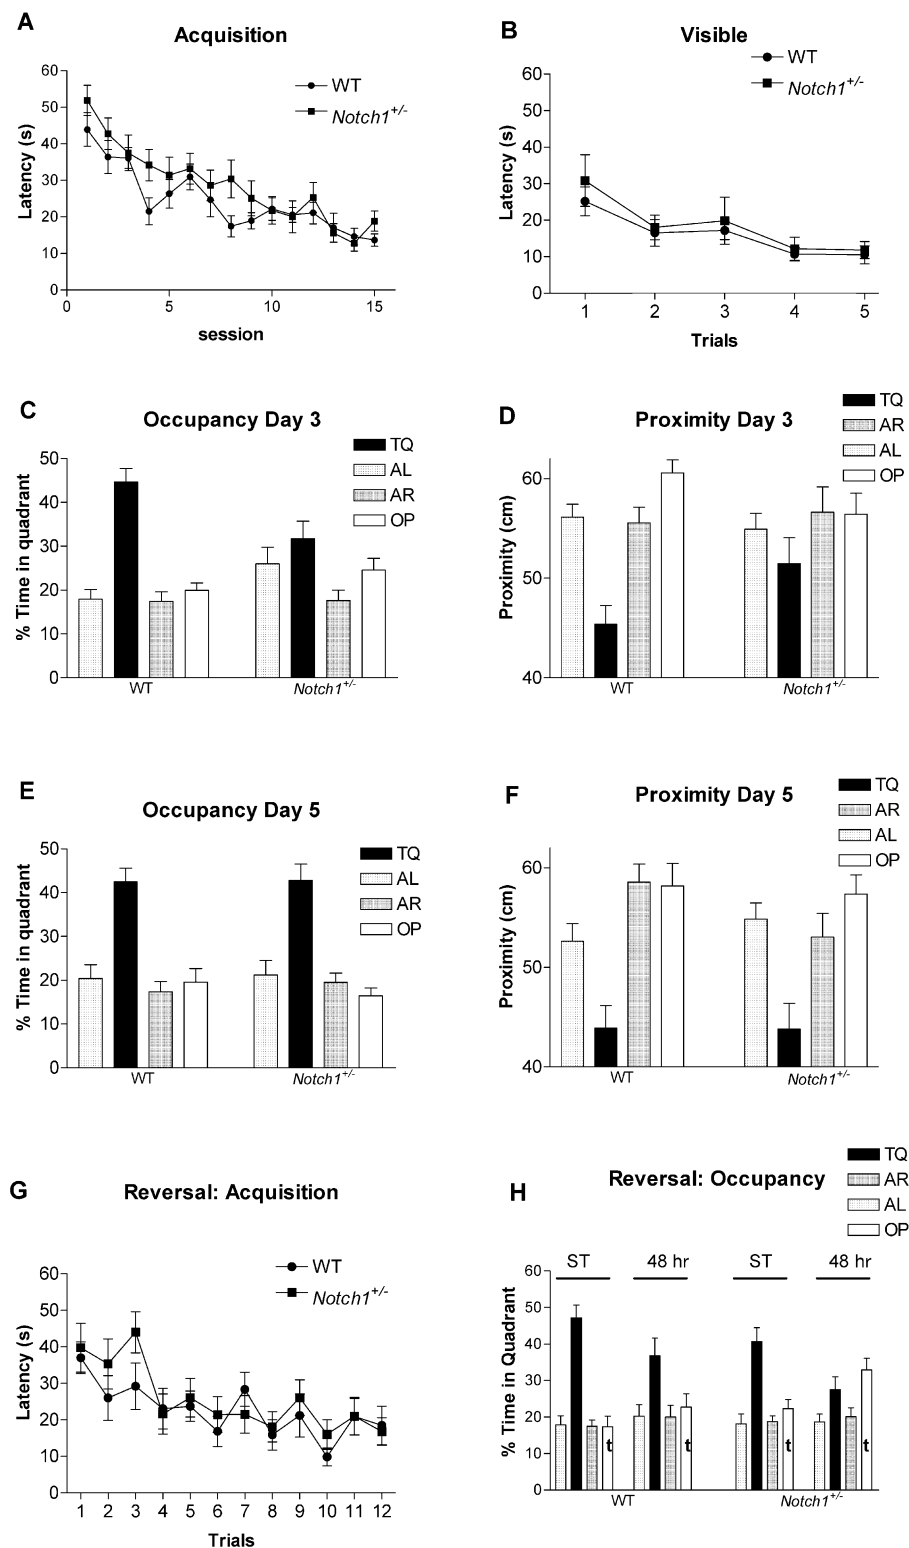 A
Acquisition
WT
Notch1+/-
Latency (s)
60
50
40
30
20
10
0
0 5 10 15
session
B
Visible
WT
Notch1+/-
Latency (s)
60
50
40
30
20
10
0
1 2 3 4 5
Trials
C
Occupancy Day 3
TQ
AL
AR
OP
% Time in quadrant
50
40
30
20
10
0
WT Notch1+/-
D
Proximity Day 3
TQ
AR
AL
OP
Proximity (cm)
60
50
40
WT Notch1+/-
E
Occupancy Day 5
TQ
AL
AR
OP
% Time in quadrant
50
40
30
20
10
0
WT Notch1+/-
F
Proximity Day 5
TQ
AR
AL
OP
Proximity (cm)
60
50
40
WT Notch1+/-
G
Reversal: Acquisition
WT
Notch1+/-
Latency (s)
60
50
40
30
20
10
0
1 2 3 4 5 6 7 8 9 10 11 12
Trials
H
Reversal: Occupancy
TQ
AR
AL
OP
ST 48 hr ST 48 hr
% Time in Quadrant
60
50
40
30
20
10
0
t t t t
WT Notch1+/-